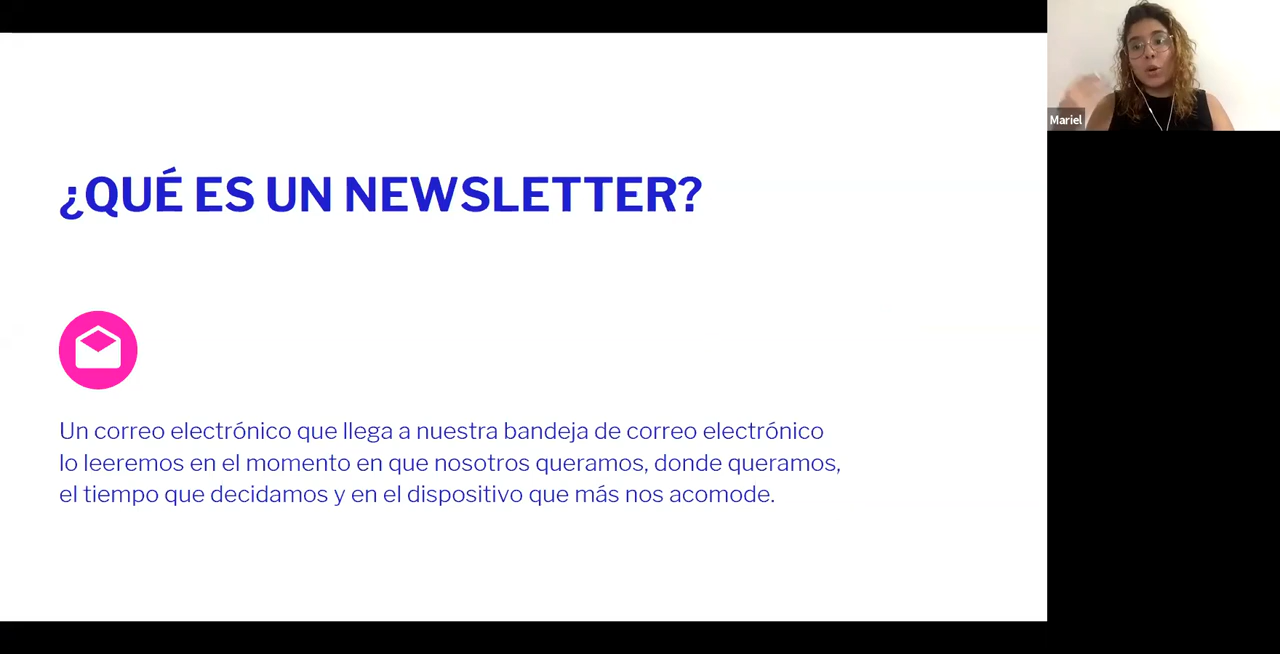 ¿QUÉ ES UN NEWSLETTER?
Un correo electrónico que llega a nuestra bandeja de correo electrónico
lo leeremos en el momento en que nosotros queramos, donde queramos,
el tiempo que decidamos y en el dispositivo que más nos acomode.
Mariel